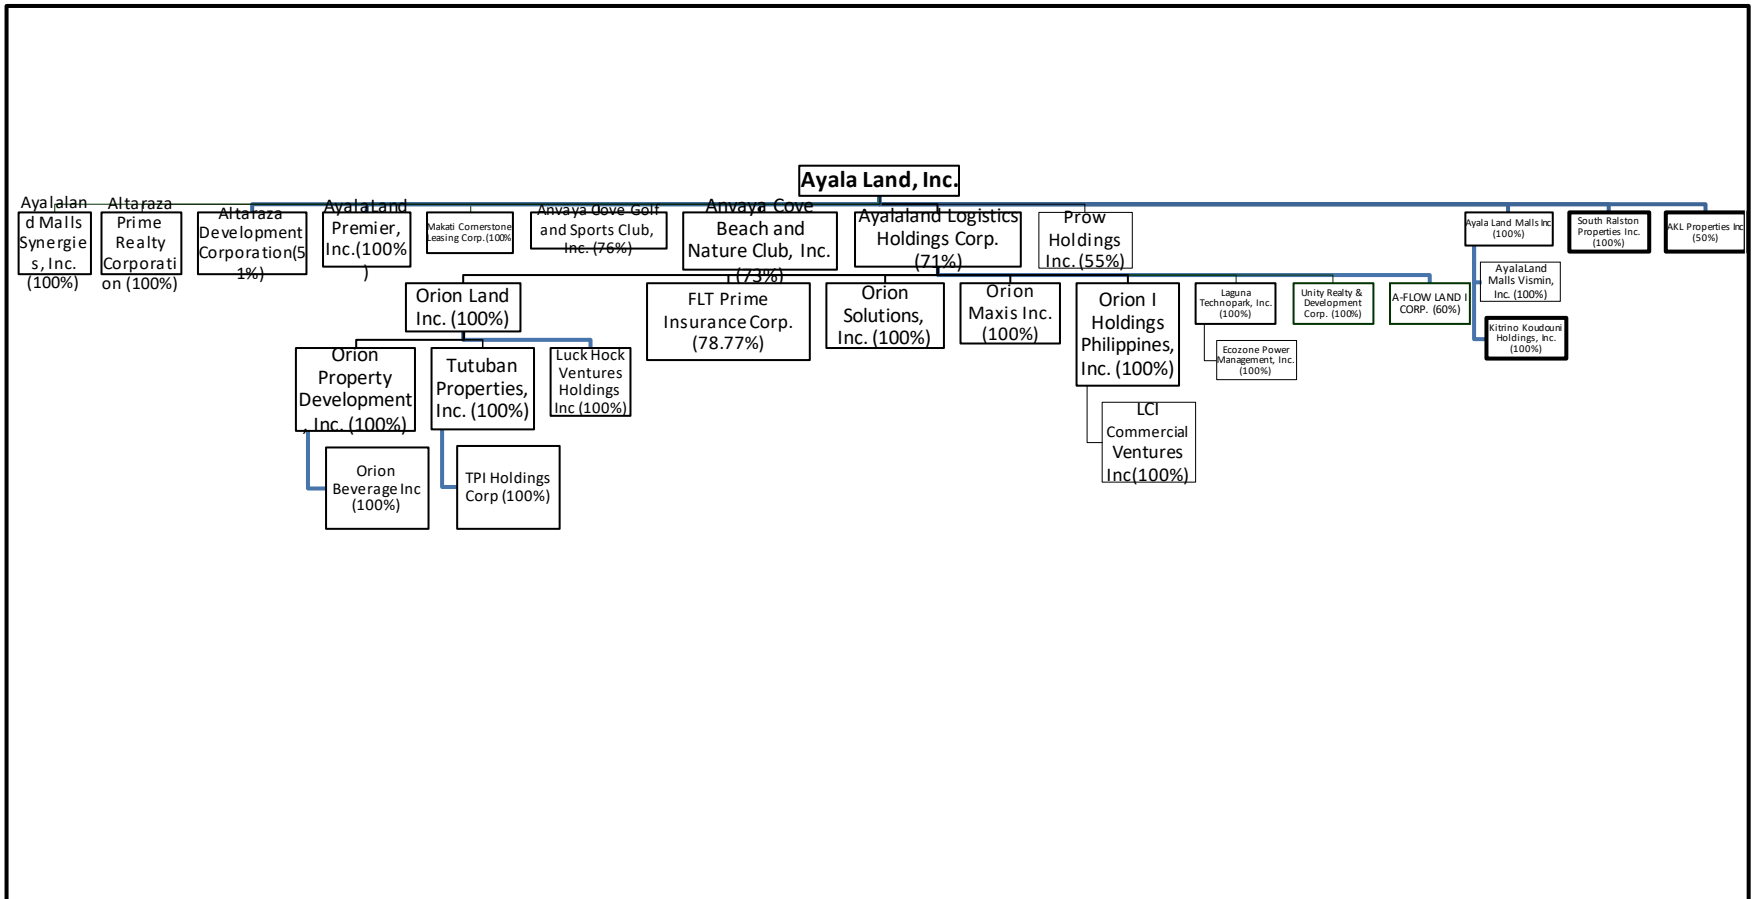 Ayala Land, Inc.
Ayalalan
d Malls
Synergie
s, Inc.
(100%)
Altaraza
Prime
Realty
Corporati
on (100%)
Altaraza
Development
Corporation(5
1%)
AyalaLand
Premier,
Inc.(100%
)
Makati Cornerstone
Leasing Corp.(100%
Anvaya Cove Golf
and Sports Club,
Inc. (76%)
Anvaya Cove
Beach and
Nature Club, Inc.
(73%)
Ayalaland Logistics
Holdings Corp.
(71%)
Prow
Holdings
Inc. (55%)
Ayala Land Malls Inc
(100%)
South Ralston
Properties Inc.
(100%)
AKL Properties Inc
(50%)
AyalaLand
Malls Vismin,
Inc. (100%)
Kitrino Koudouni
Holdings, Inc.
(100%)
Orion Land
Inc. (100%)
FLT Prime
Insurance Corp.
(78.77%)
Orion
Solutions,
Inc. (100%)
Orion
Maxis Inc.
(100%)
Orion I
Holdings
Philippines,
Inc. (100%)
Laguna
Technopark, Inc.
(100%)
Unity Realty &
Development
Corp. (100%)
A-FLOW LAND I
CORP. (60%)
Ecozone Power
Management, Inc.
(100%)
Orion
Property
Development
, Inc. (100%)
Tutuban
Properties,
Inc. (100%)
Luck Hock
Ventures
Holdings
Inc (100%)
LCI
Commercial
Ventures
Inc(100%)
Orion
Beverage Inc
(100%)
TPI Holdings
Corp (100%)